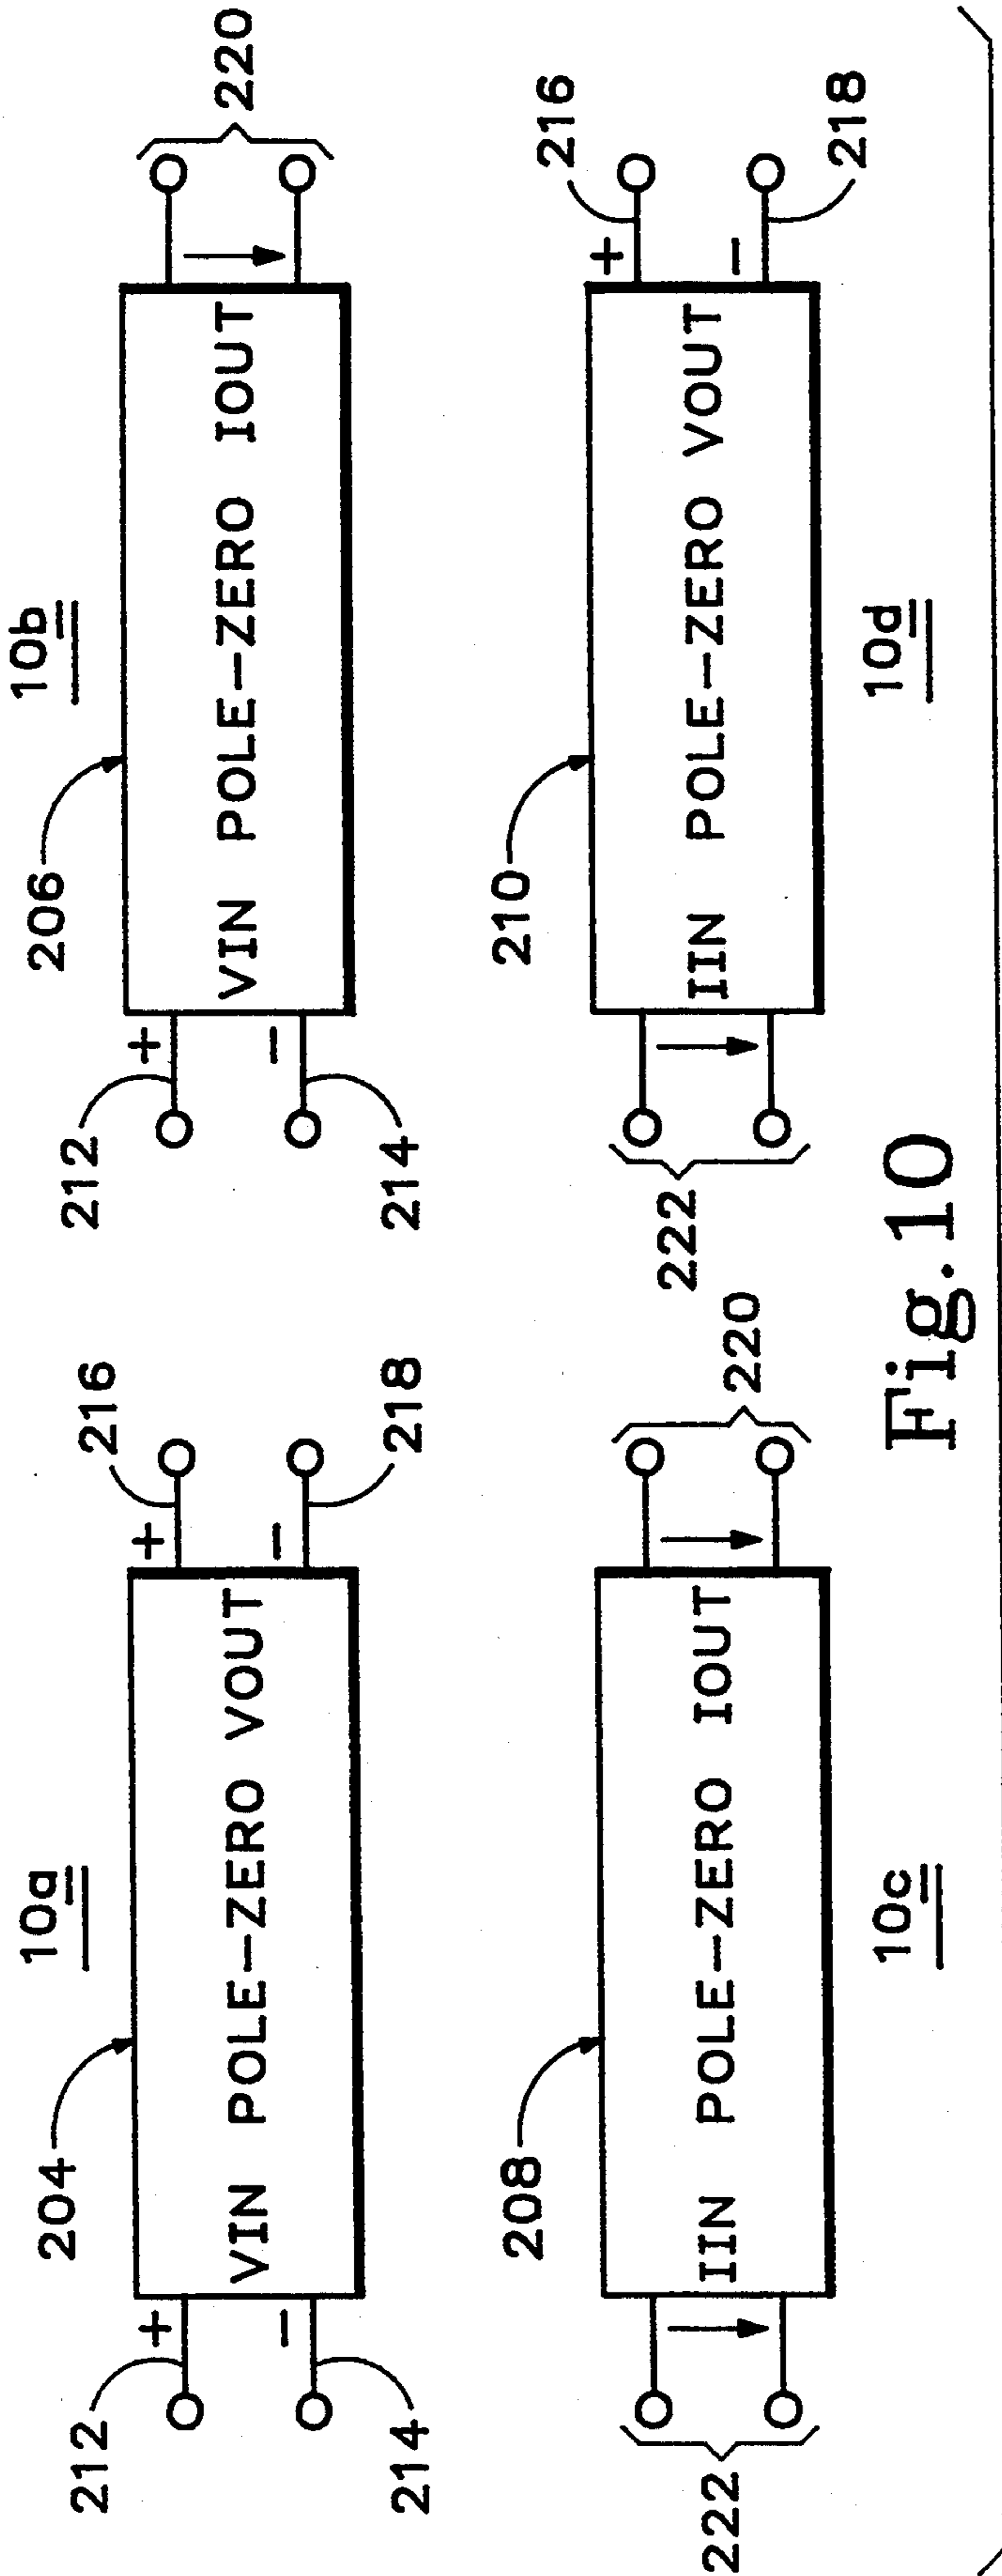 10a
204
212
+
216
+
VIN POLE-ZERO VOUT
214
−
218
−
10b
206
212
+
VIN POLE-ZERO IOUT
220
214
−
208
222
IIN POLE-ZERO IOUT
220
10c
210
222
IIN POLE-ZERO VOUT
216
+
218
−
10d
Fig.10